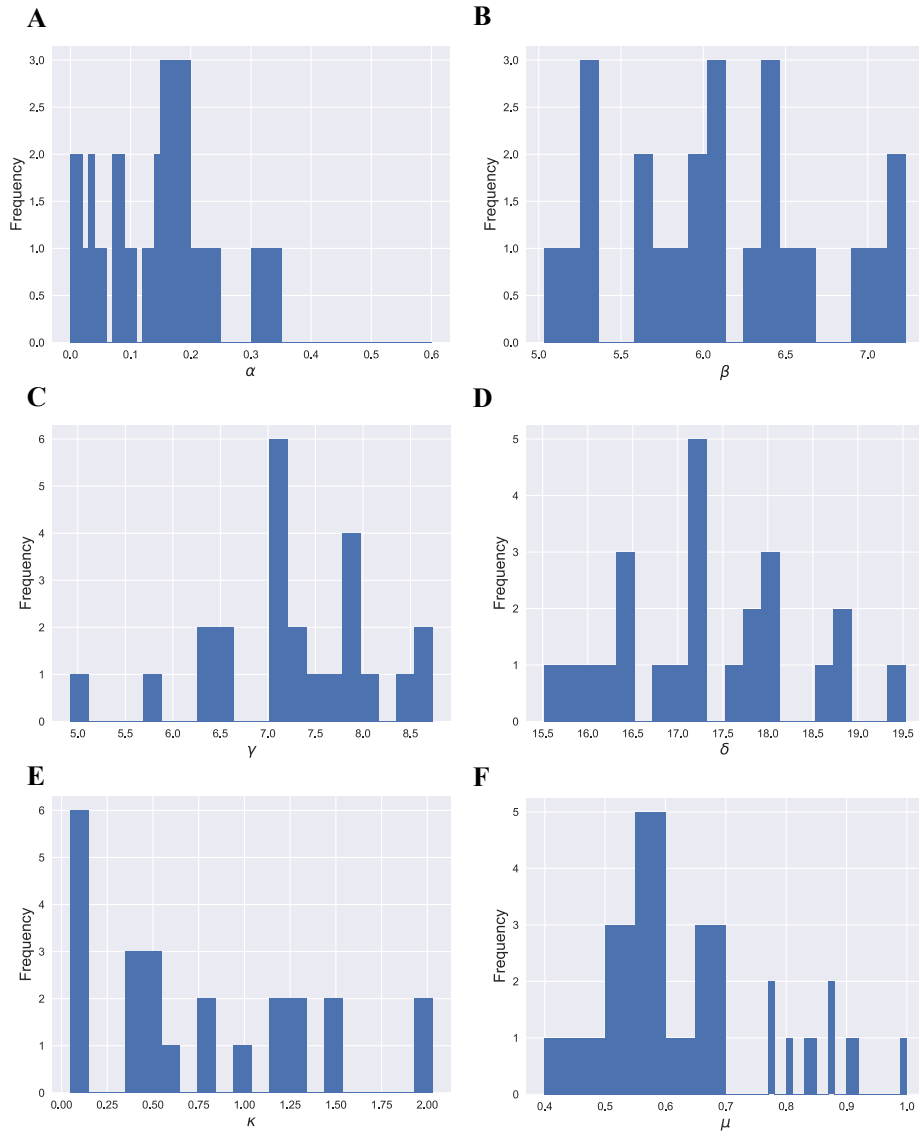 A
3.0
2.5
2.0
1.5
1.0
0.5
0.0
Frequency
0.0 0.1 0.2 0.3 0.4 0.5 0.6
α
B
3.0
2.5
2.0
1.5
1.0
0.5
0.0
Frequency
5.0 5.5 6.0 6.5 7.0
β
C
6
5
4
3
2
1
0
Frequency
5.0 5.5 6.0 6.5 7.0 7.5 8.0 8.5
γ
D
5
4
3
2
1
0
Frequency
15.5 16.0 16.5 17.0 17.5 18.0 18.5 19.0 19.5
δ
E
6
5
4
3
2
1
0
Frequency
0.00 0.25 0.50 0.75 1.00 1.25 1.50 1.75 2.00
κ
F
5
4
3
2
1
0
Frequency
0.4 0.5 0.6 0.7 0.8 0.9 1.0
μ